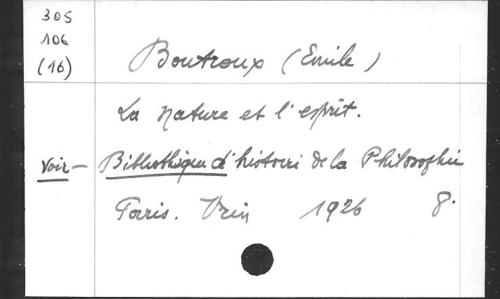 305
106
(16)
Boutroux (Emile)
La nature et l'esprit.
Voir — Bibliothèque d'histoire de la Philosophie
Paris. Vrin 1926 8°.